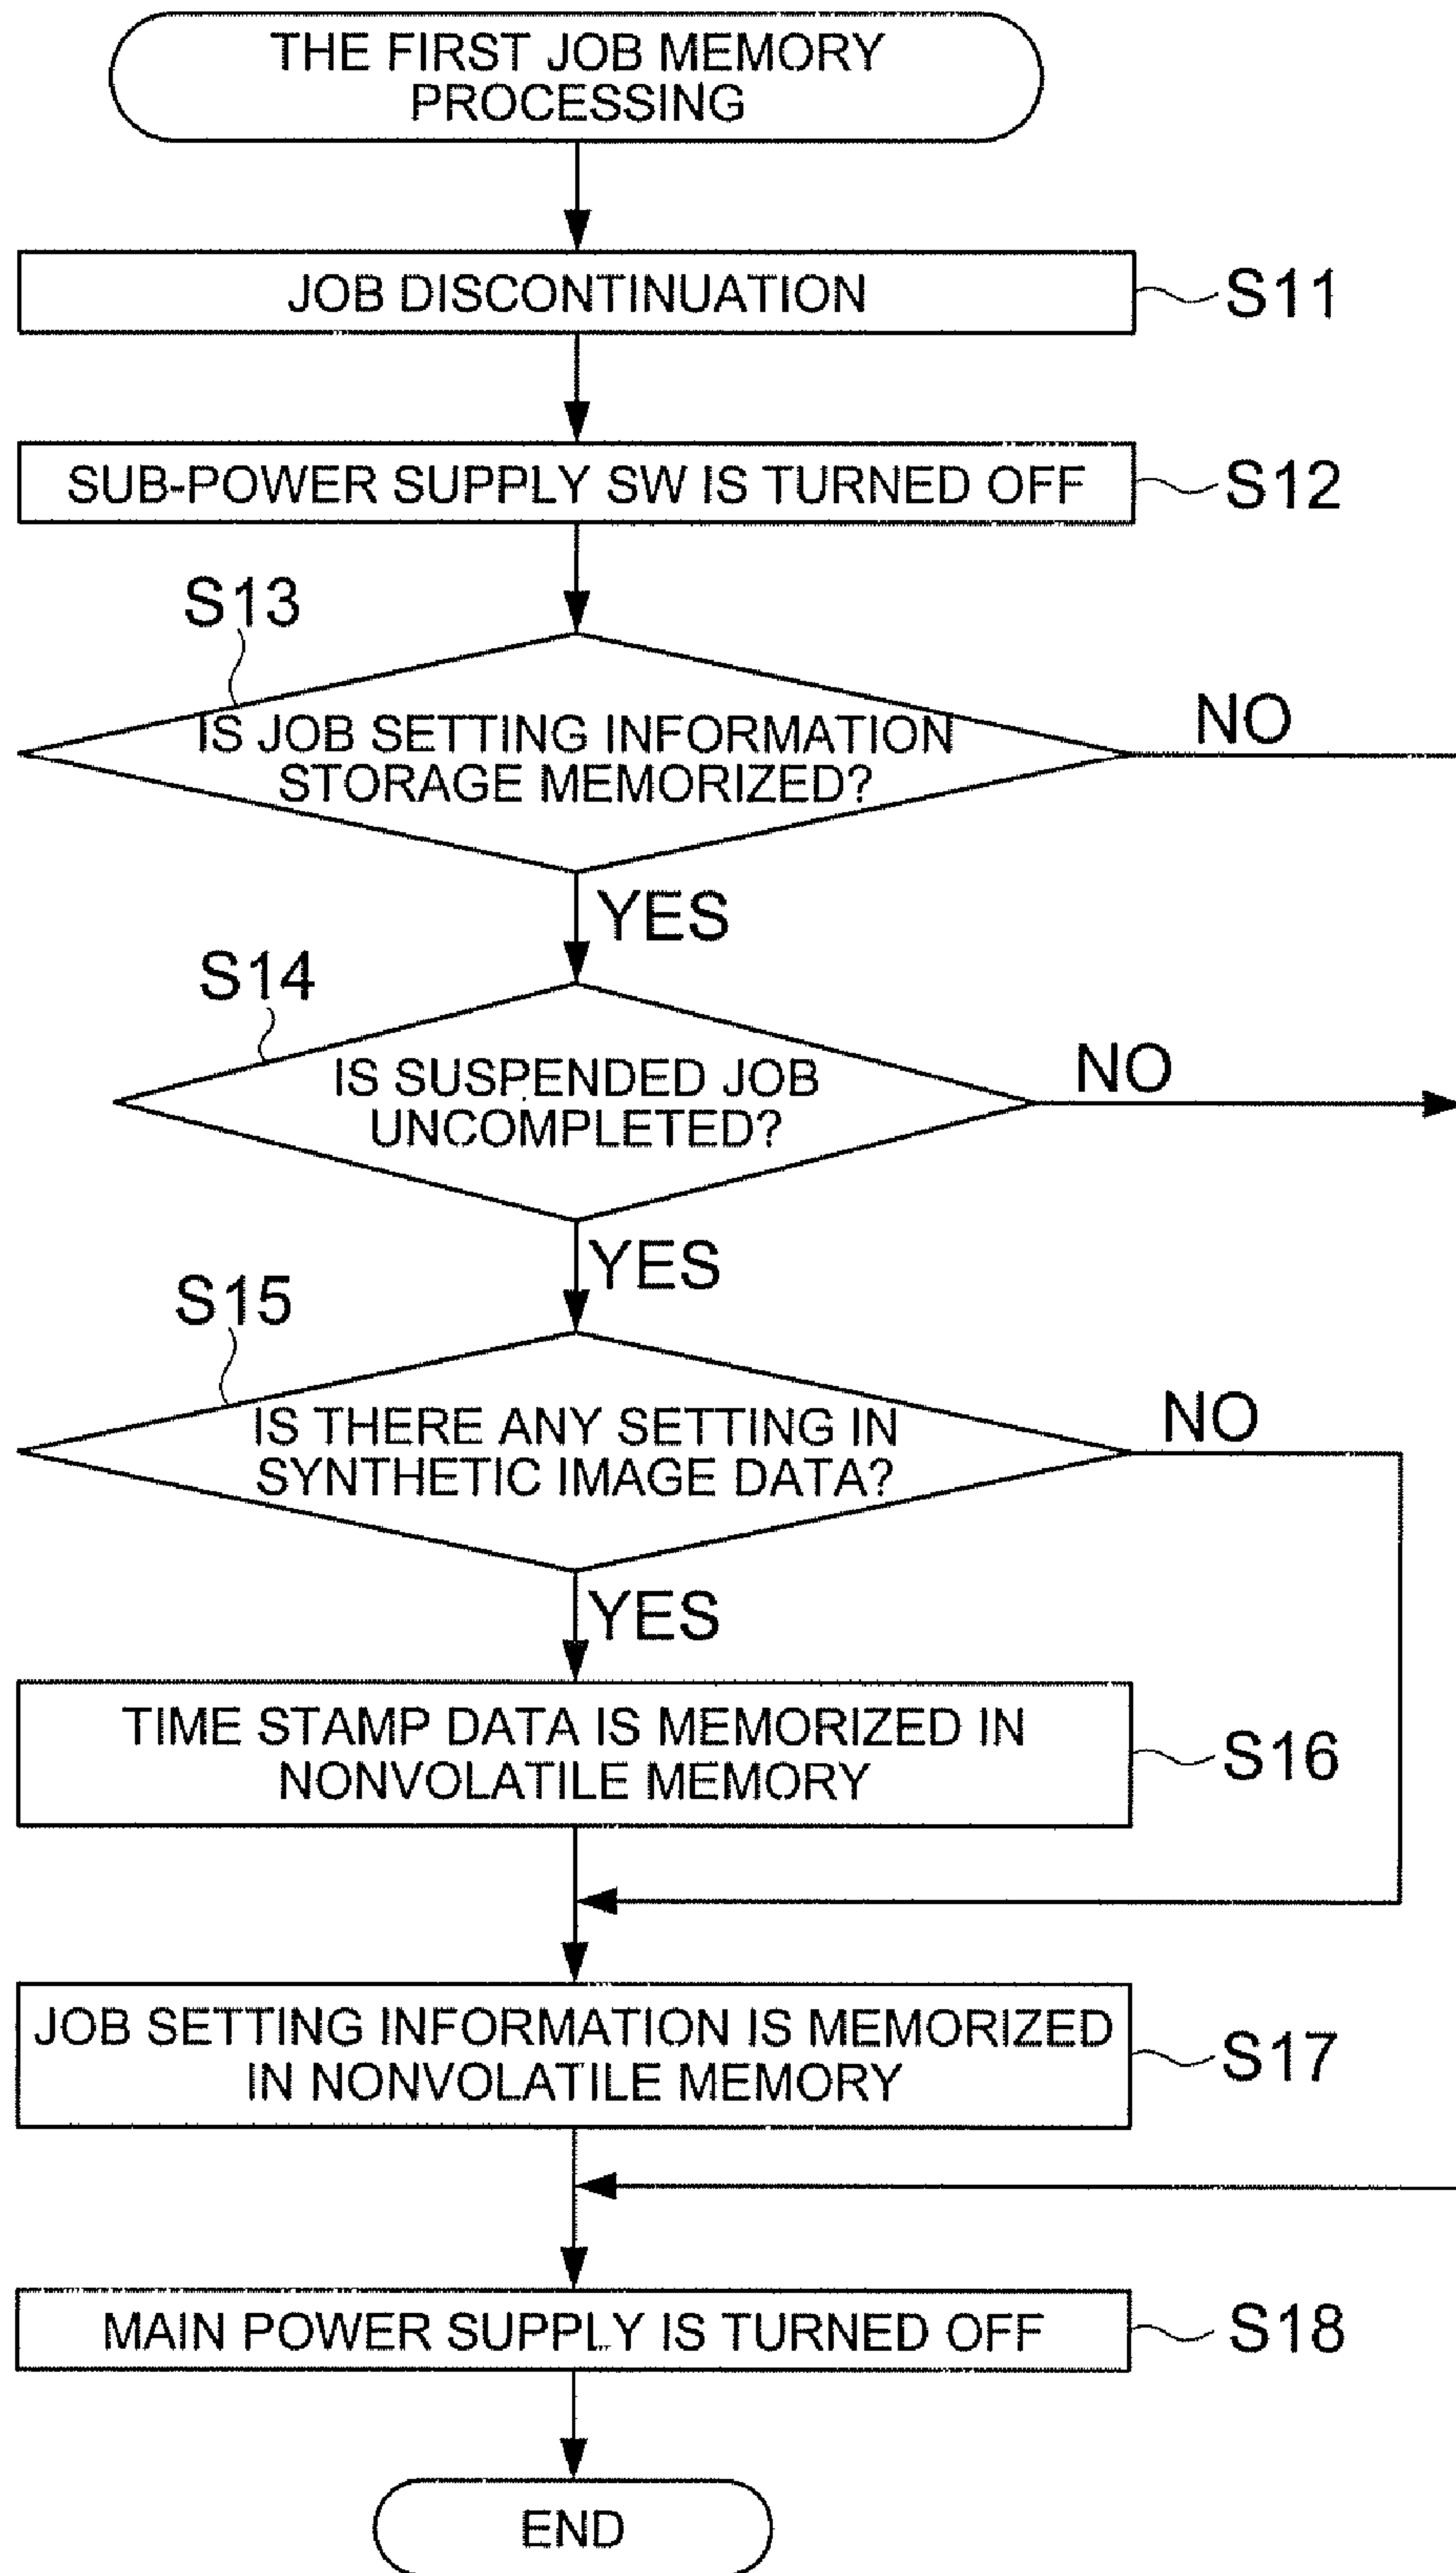 THE FIRST JOB MEMORY
PROCESSING
JOB DISCONTINUATION
S11
SUB-POWER SUPPLY SW IS TURNED OFF
S12
S13
IS JOB SETTING INFORMATION
STORAGE MEMORIZED?
NO
YES
S14
IS SUSPENDED JOB
UNCOMPLETED?
NO
YES
S15
IS THERE ANY SETTING IN
SYNTHETIC IMAGE DATA?
NO
YES
TIME STAMP DATA IS MEMORIZED IN
NONVOLATILE MEMORY
S16
JOB SETTING INFORMATION IS MEMORIZED
IN NONVOLATILE MEMORY
S17
MAIN POWER SUPPLY IS TURNED OFF
S18
END